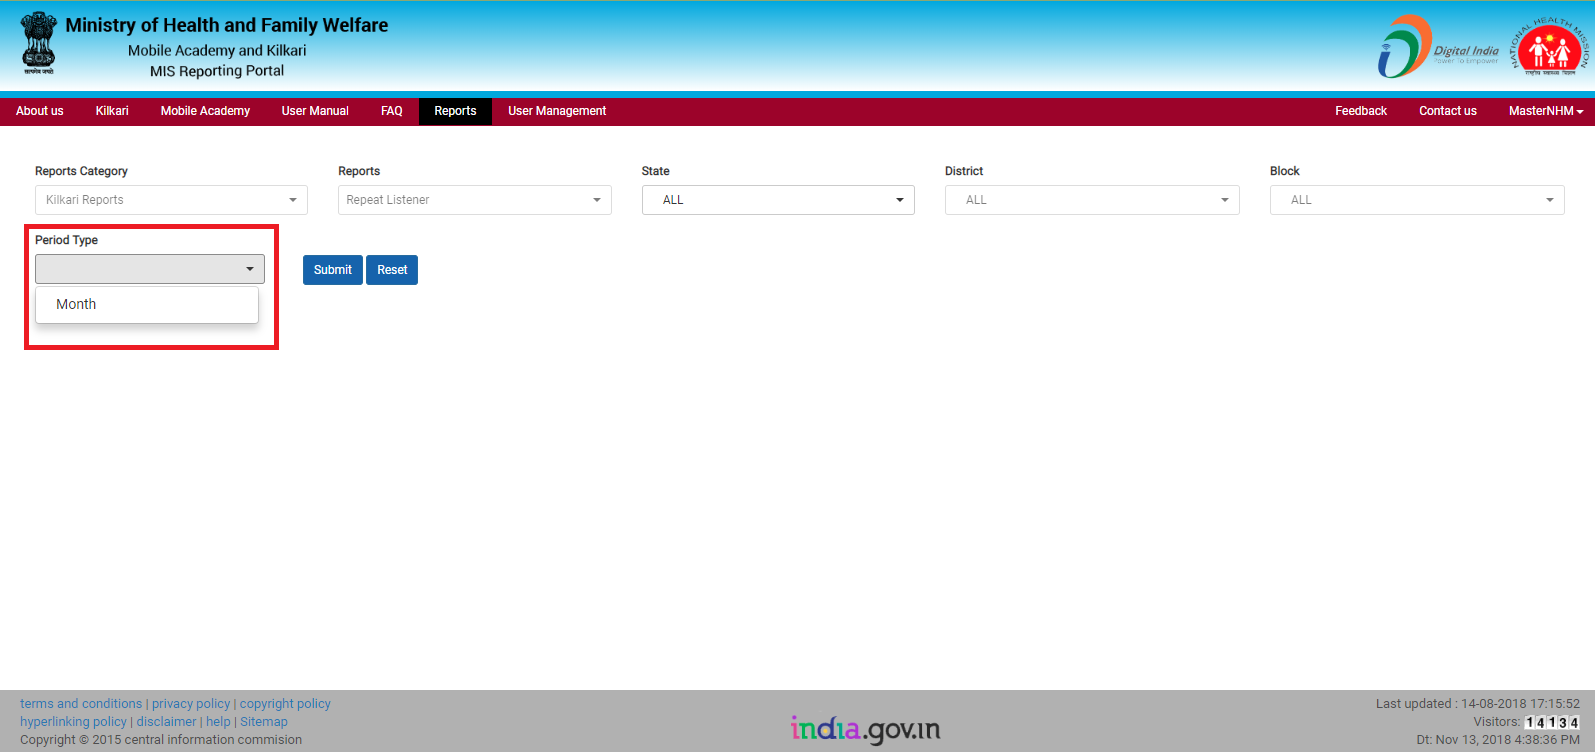 Ministry of Health and Family Welfare
Mobile Academy and Kilkari
MIS Reporting Portal
सत्यमेव जयते
Digital India
Power To Empower
NATIONAL HEALTH MISSION
राष्ट्रीय स्वास्थ्य मिशन
About us Kilkari Mobile Academy User Manual FAQ Reports User Management Feedback Contact us MasterNHM
Reports Category Reports State District Block
Kilkari Reports Repeat Listener ALL ALL ALL
Period Type
Submit Reset
Month
terms and conditions | privacy policy | copyright policy
hyperlinking policy | disclaimer | help | Sitemap
Copyright © 2015 central information commision
india.gov.in
Last updated : 14-08-2018 17:15:52
Visitors: 14134
Dt: Nov 13, 2018 4:38:36 PM